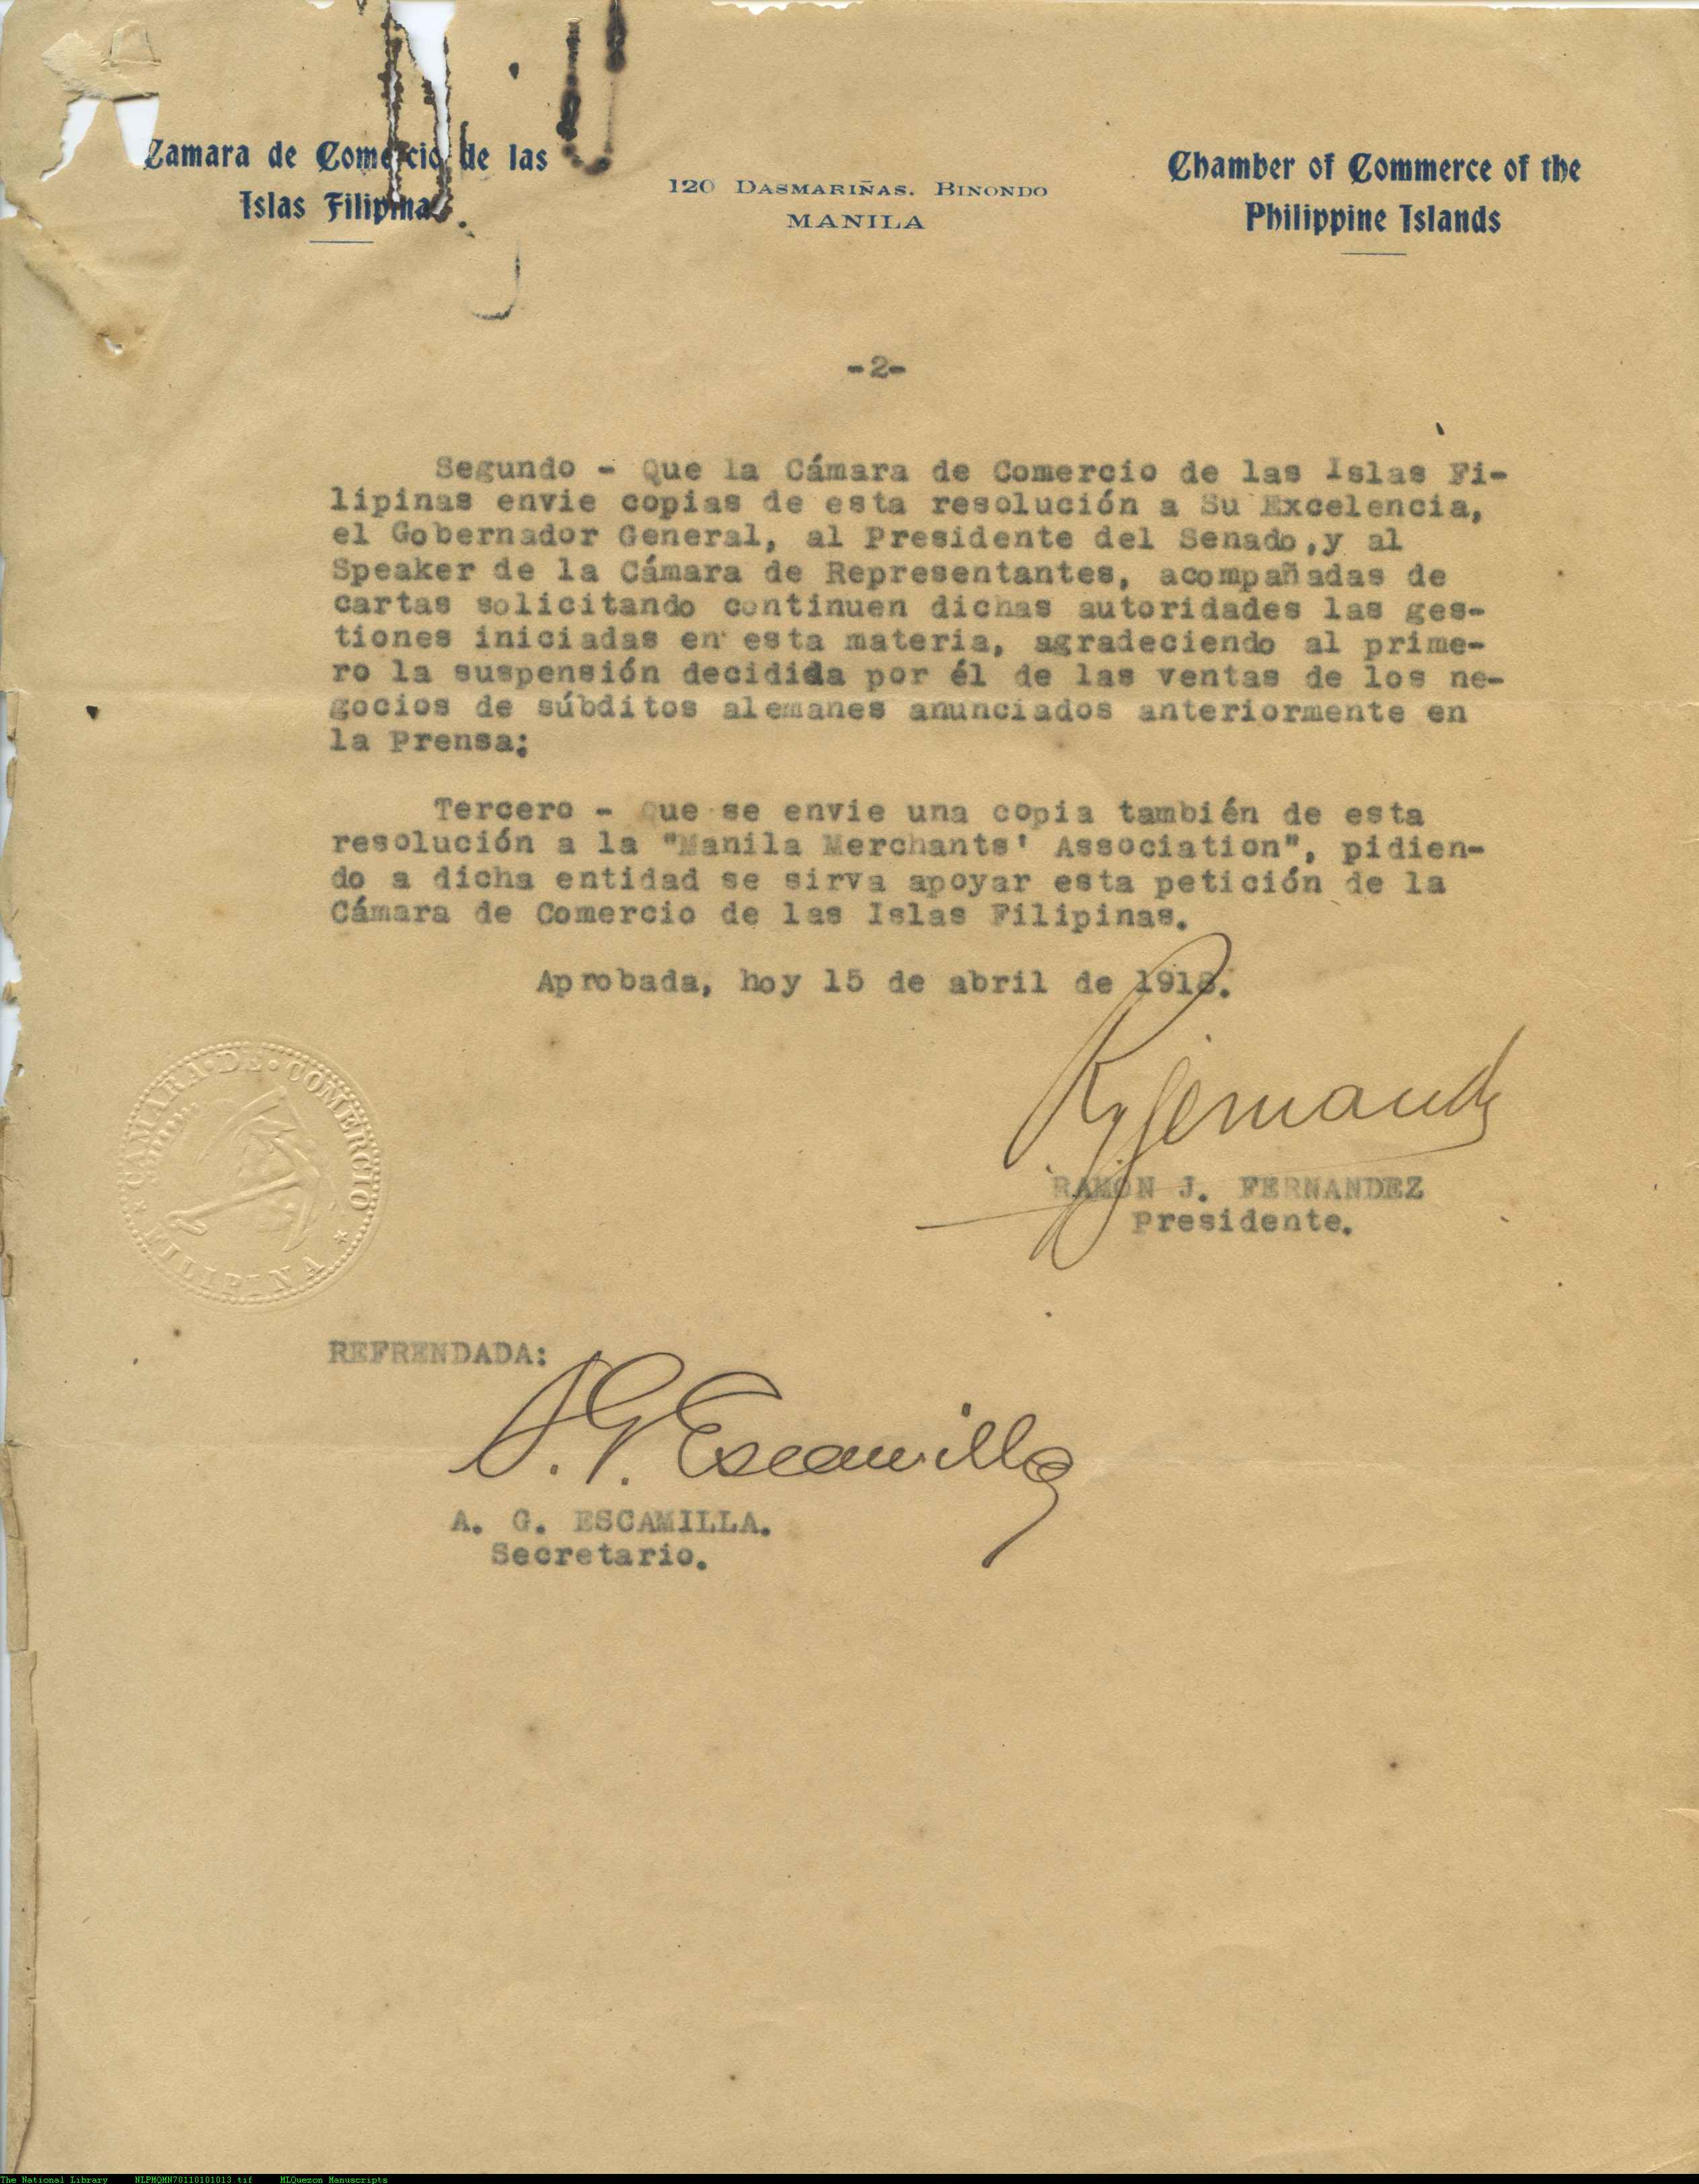 Camara de Comercio de las
Islas Filipinas
120 DASMARIÑAS. BINONDO
MANILA
Chamber of Commerce of the
Philippine Islands
-2-
Segundo - Que la Cámara de Comercio de las Islas Fi-
lipinas envie copias de esta resolución a Su Excelencia,
el Gobernador General, al Presidente del Senado,y al
Speaker de la Cámara de Representantes, acompañadas de
cartas solicitando continuen dichas autoridades las ges-
tiones iniciadas en esta materia, agradeciendo al prime-
ro la suspensión decidida por él de las ventas de los ne-
gocios de súbditos alemanes anunciados anteriormente en
la Prensa;
Tercero - Que se envie una copia también de esta
resolución a la "Manila Merchants' Association", pidien-
do a dicha entidad se sirva apoyar esta petición de la
Cámara de Comercio de las Islas Filipinas.
Aprobada, hoy 15 de abril de 1918.
CAMARA·DE·COMERCIO
FILIPINA
RJFernandz
RAMON J. FERNANDEZ
Presidente.
REFRENDADA:
A. G. Escamilla
A. G. ESCAMILLA.
Secretario.
The National Library NLPMQMN70110101013.tif MLQuezon Manuscripts